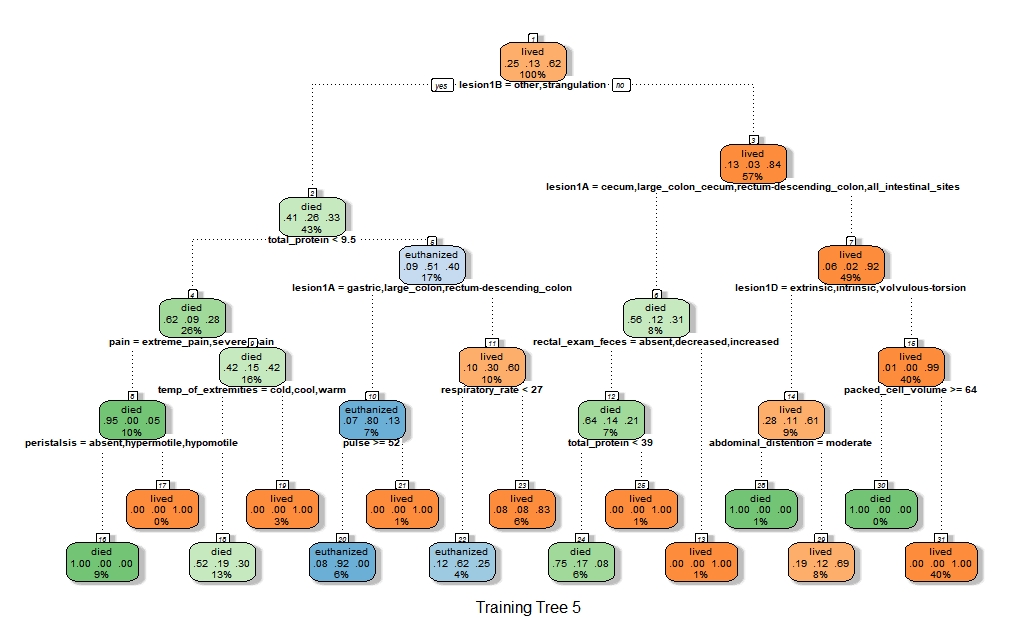 1
lived
.25 .13 .62
100%
yes lesion1B = other,strangulation no
3
lived
.13 .03 .84
57%
lesion1A = cecum,large_colon_cecum,rectum-descending_colon,all_intestinal_sites
2
died
.41 .26 .33
43%
total_protein < 9.5
5
euthanized
.09 .51 .40
17%
lesion1A = gastric,large_colon,rectum-descending_colon
7
lived
.06 .02 .92
49%
lesion1D = extrinsic,intrinsic,volvulous-torsion
4
died
.62 .09 .28
26%
pain = extreme_pain,severe_pain
6
died
.56 .12 .31
8%
rectal_exam_feces = absent,decreased,increased
9
died
.42 .15 .42
16%
temp_of_extremities = cold,cool,warm
11
lived
.10 .30 .60
10%
respiratory_rate < 27
15
lived
.01 .00 .99
40%
packed_cell_volume >= 64
8
died
.95 .00 .05
10%
peristalsis = absent,hypermotile,hypomotile
10
euthanized
.07 .80 .13
7%
pulse >= 52
12
died
.64 .14 .21
7%
total_protein < 39
14
lived
.28 .11 .61
9%
abdominal_distention = moderate
17
lived
.00 .00 1.00
0%
19
lived
.00 .00 1.00
3%
21
lived
.00 .00 1.00
1%
23
lived
.08 .08 .83
6%
25
lived
.00 .00 1.00
1%
28
died
1.00 .00 .00
1%
30
died
1.00 .00 .00
0%
16
died
1.00 .00 .00
9%
18
died
.52 .19 .30
13%
20
euthanized
.08 .92 .00
6%
22
euthanized
.12 .62 .25
4%
24
died
.75 .17 .08
6%
13
lived
.00 .00 1.00
1%
29
lived
.19 .12 .69
8%
31
lived
.00 .00 1.00
40%
Training Tree 5